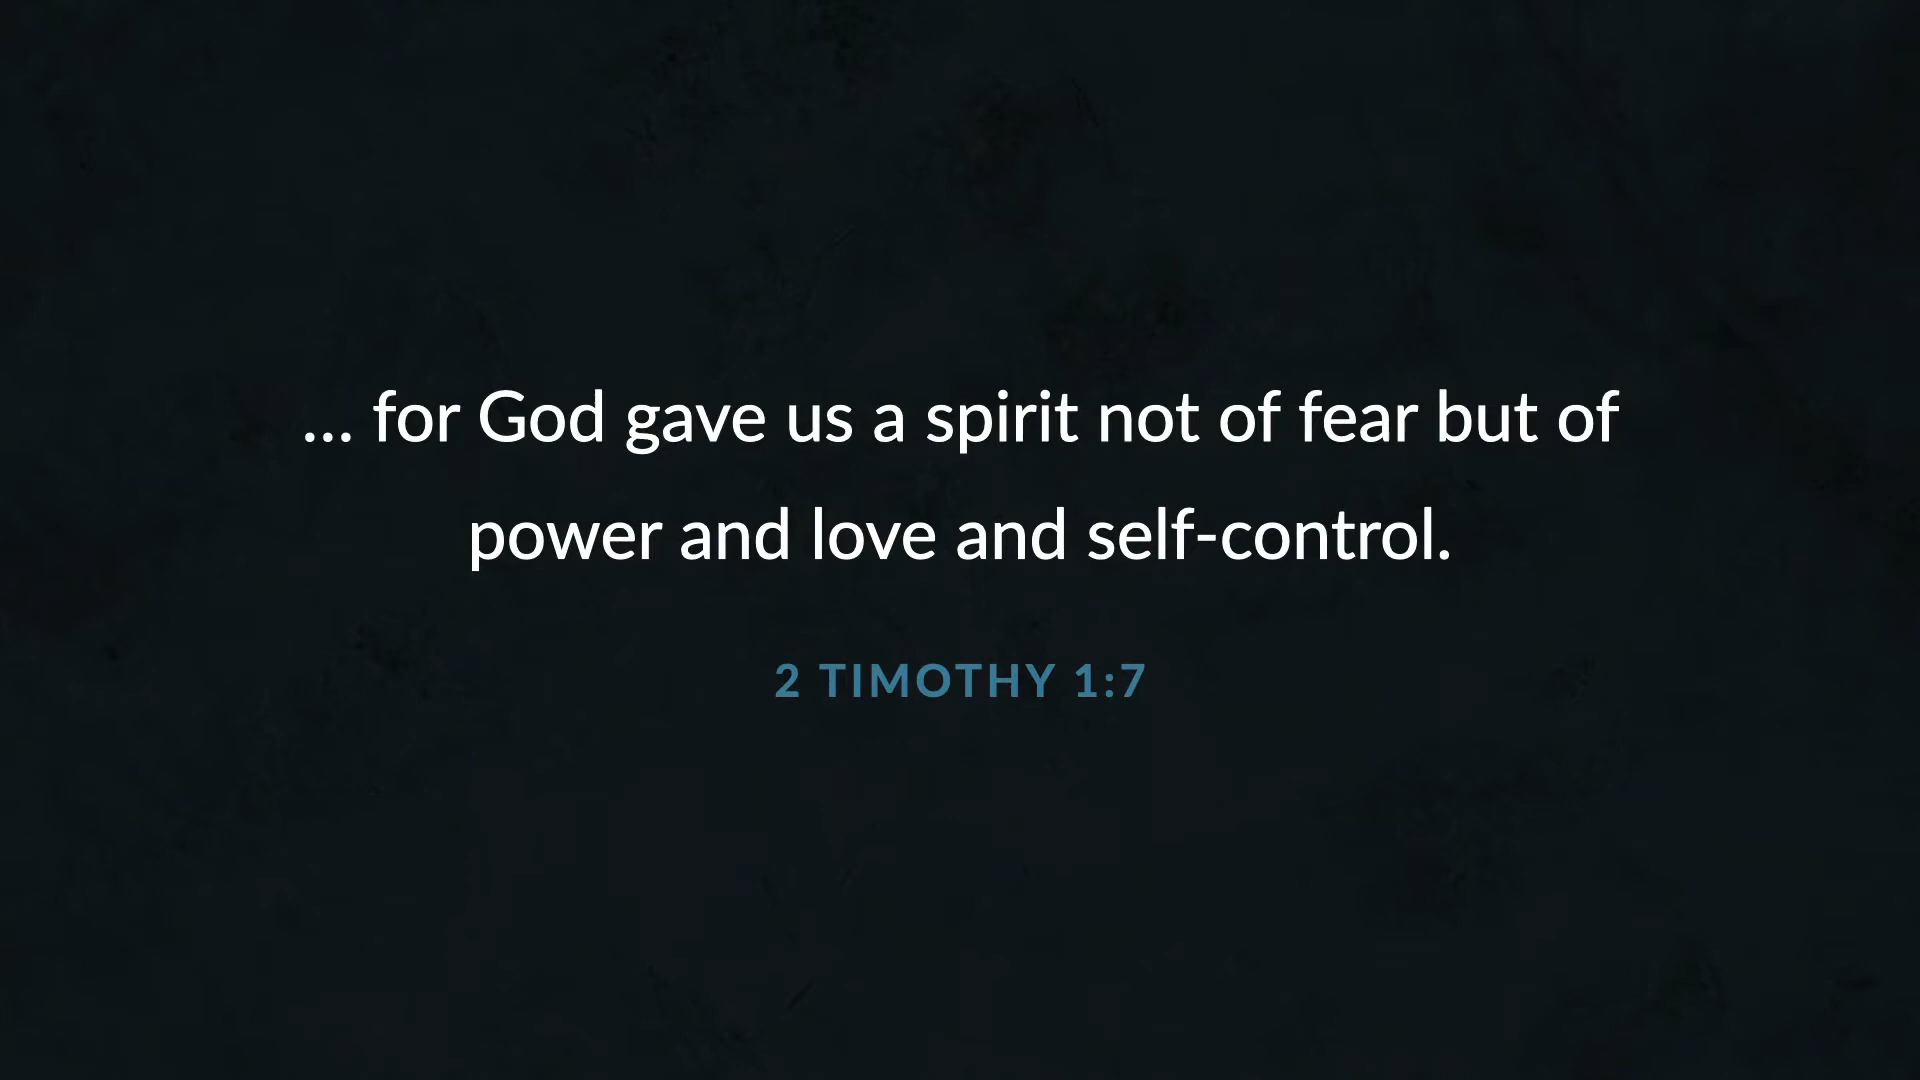 ... for God gave us a spirit not of fear but of
power and love and self-control.
2 TIMOTHY 1:7